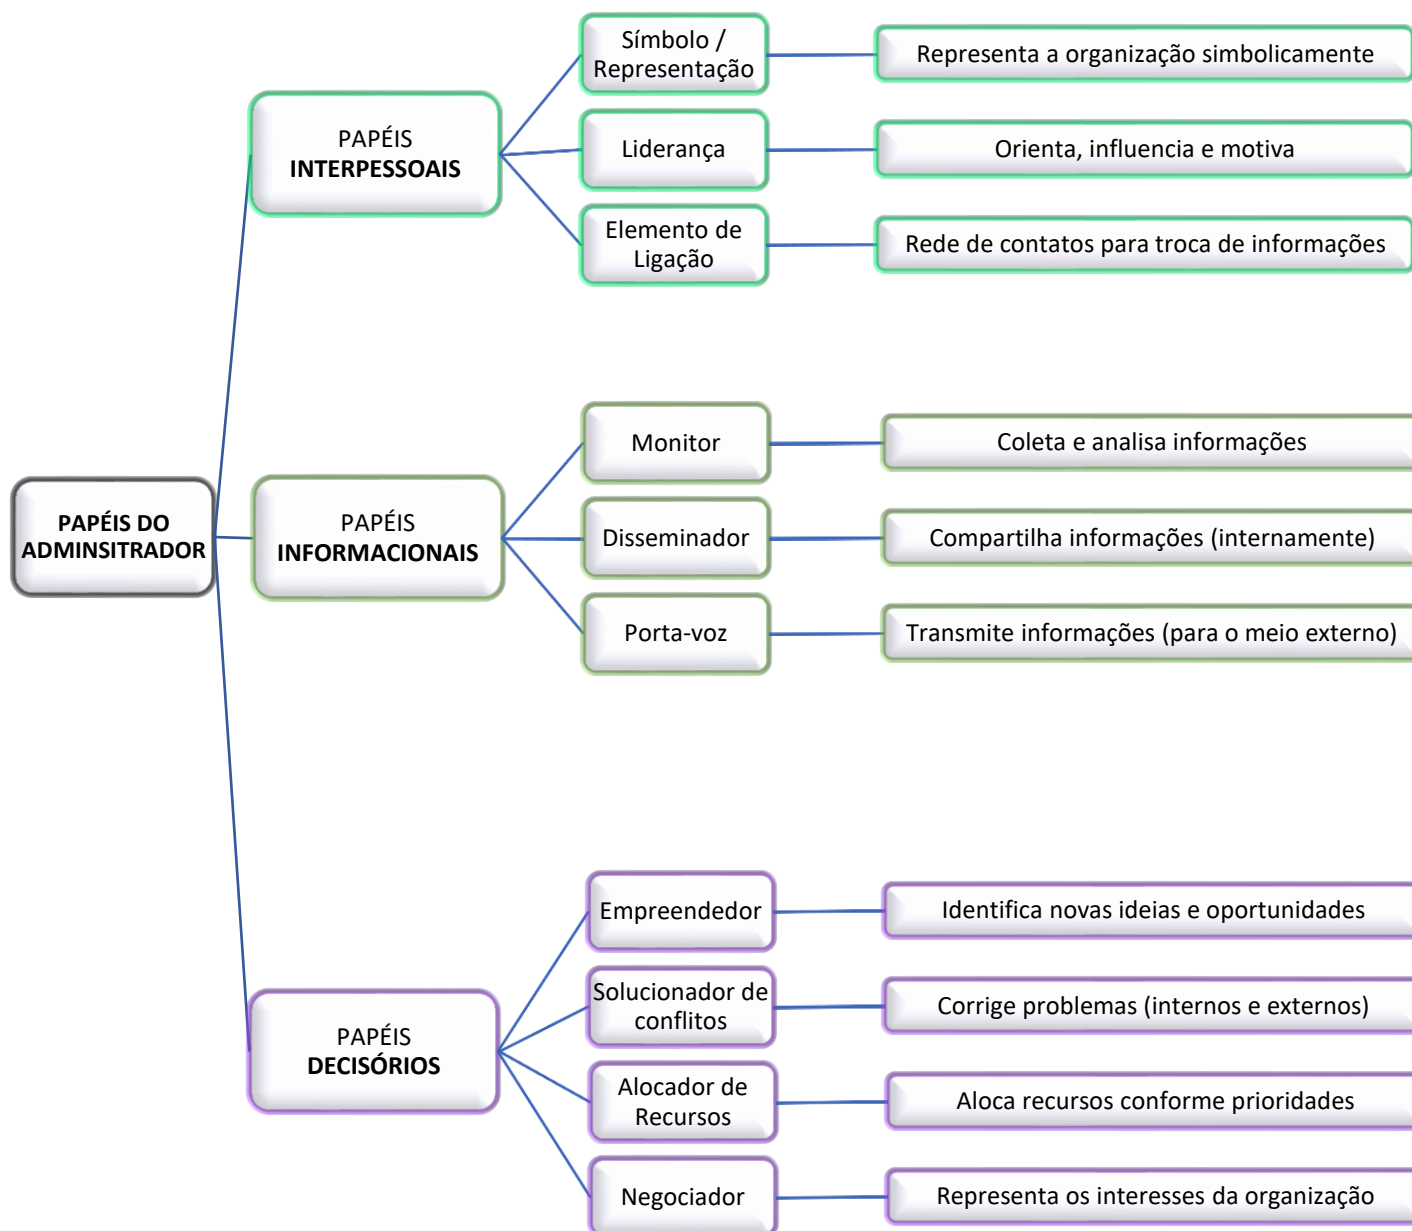 PAPÉIS DO
ADMINSITRADOR
PAPÉIS
INTERPESSOAIS
Símbolo /
Representação
Representa a organização simbolicamente
Liderança
Orienta, influencia e motiva
Elemento de
Ligação
Rede de contatos para troca de informações
PAPÉIS
INFORMACIONAIS
Monitor
Coleta e analisa informações
Disseminador
Compartilha informações (internamente)
Porta-voz
Transmite informações (para o meio externo)
PAPÉIS
DECISÓRIOS
Empreendedor
Identifica novas ideias e oportunidades
Solucionador de
conflitos
Corrige problemas (internos e externos)
Alocador de
Recursos
Aloca recursos conforme prioridades
Negociador
Representa os interesses da organização